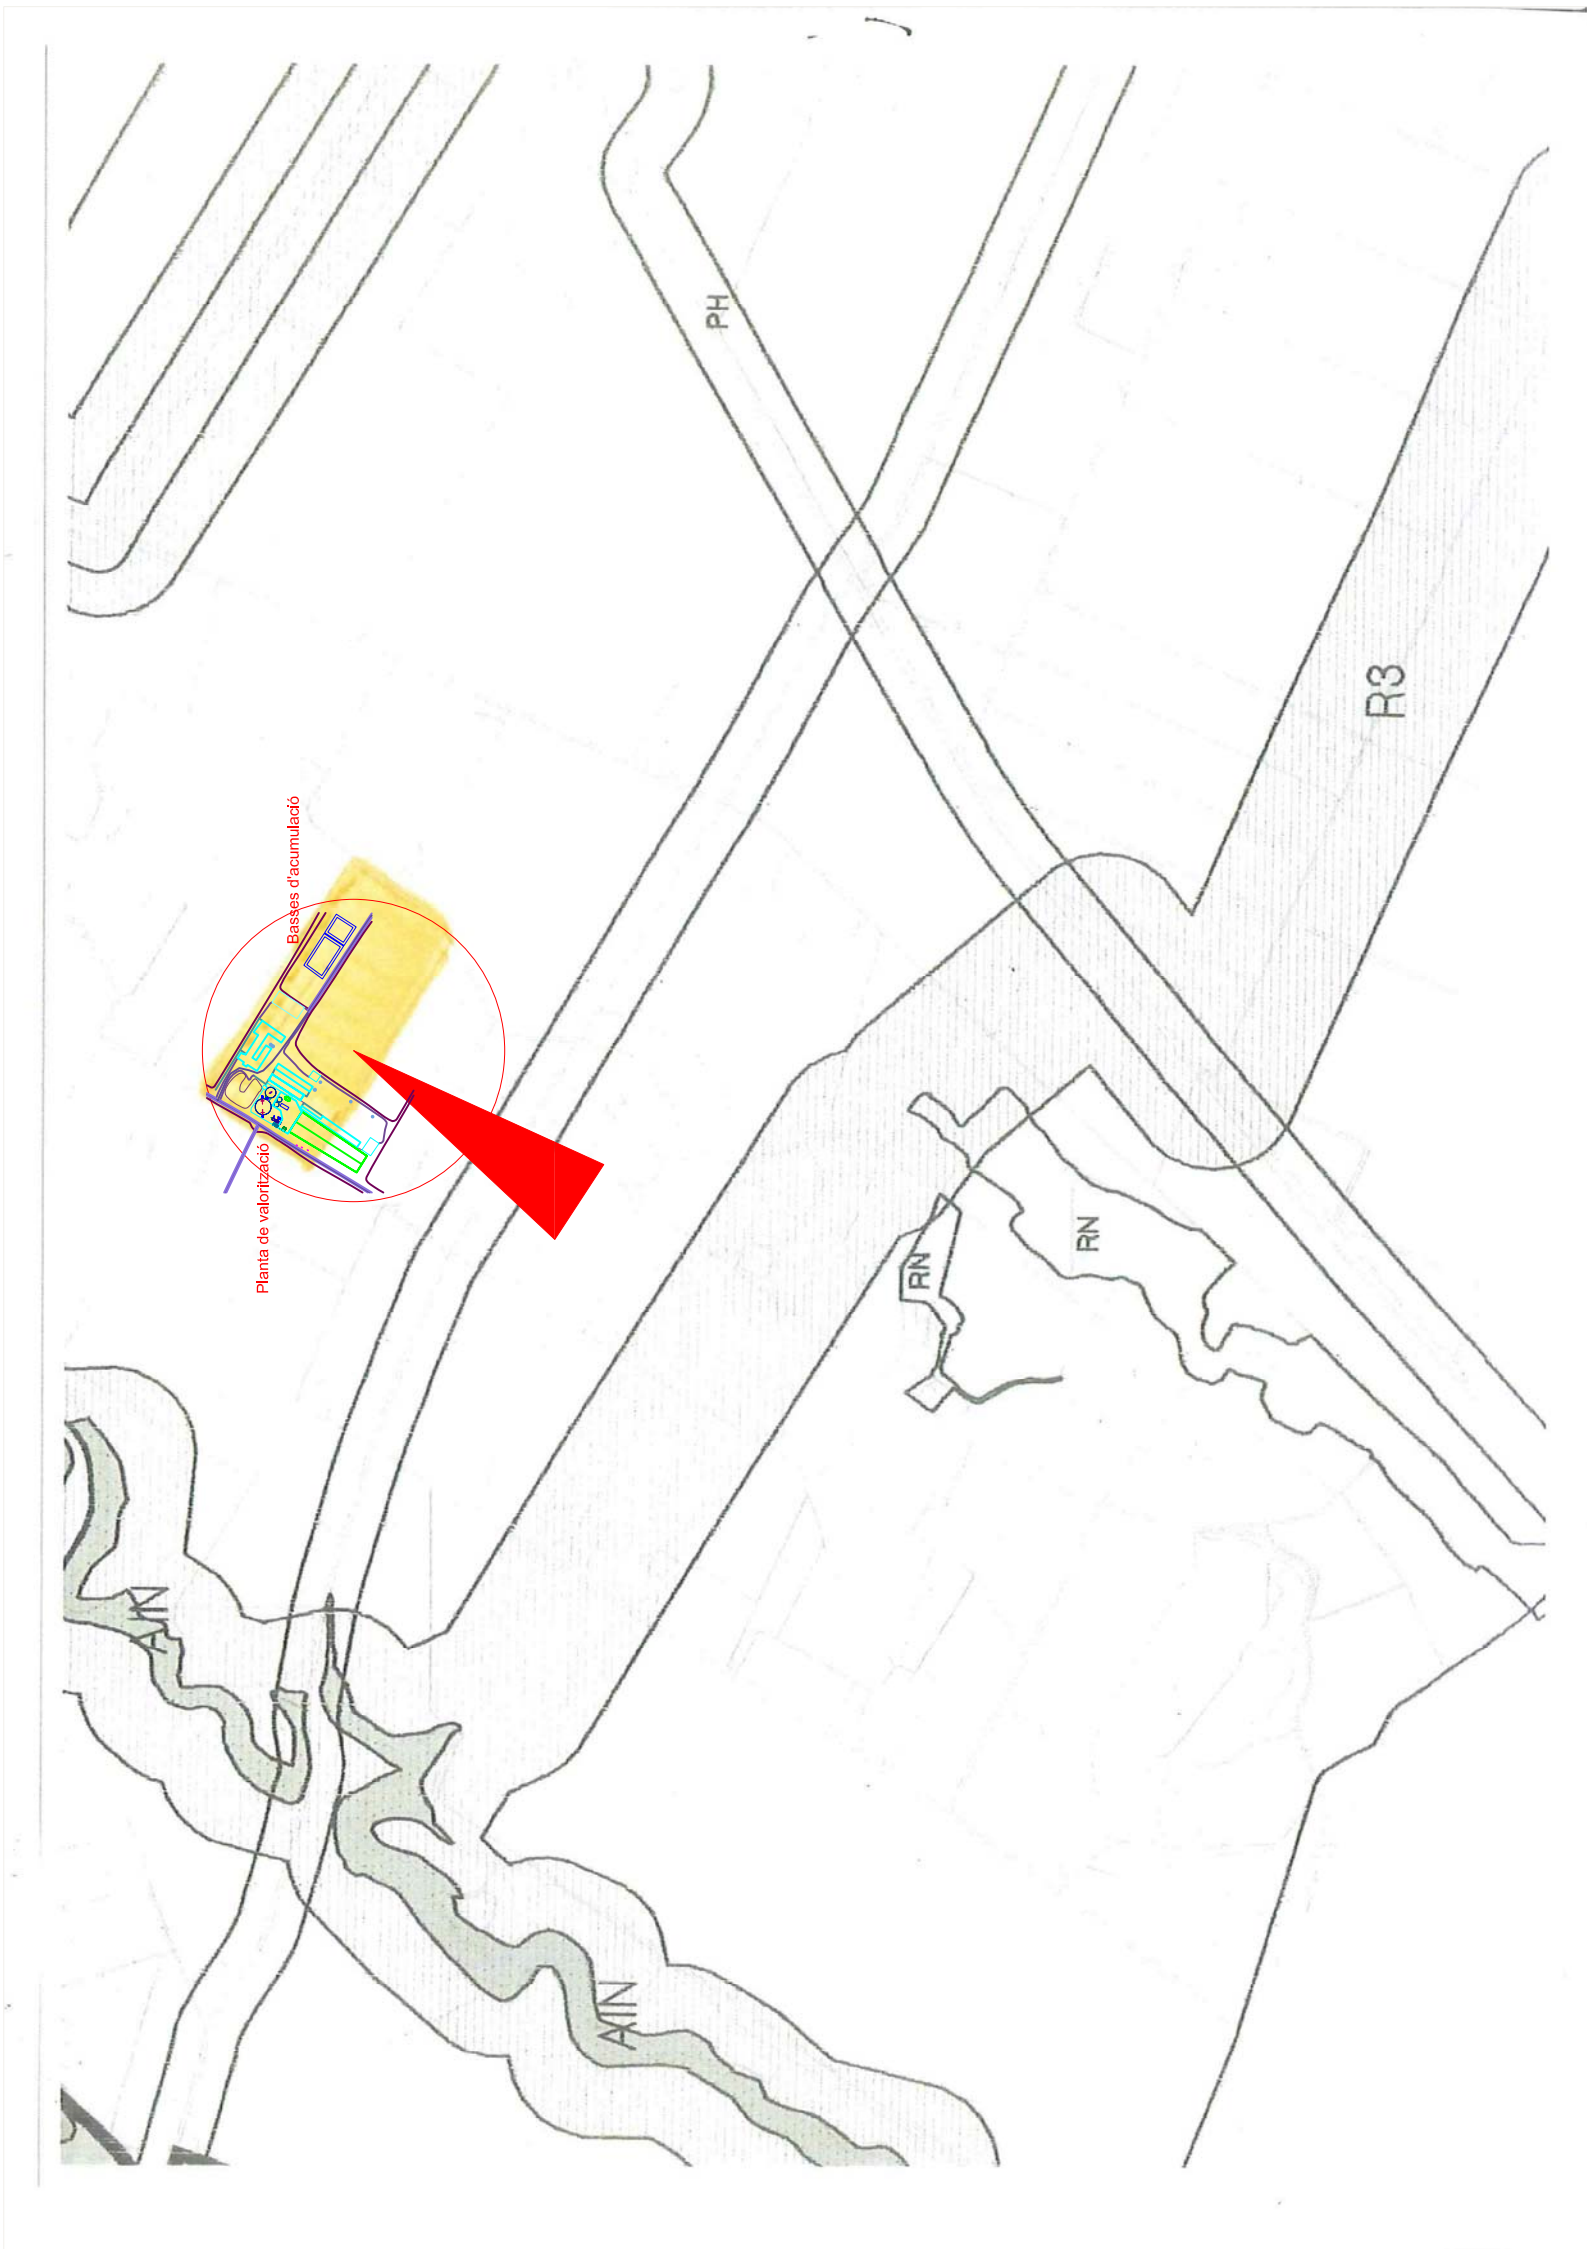 PH
R3
Basses d'acumulació
Planta de valorització
RN
RN
AIN
AIN